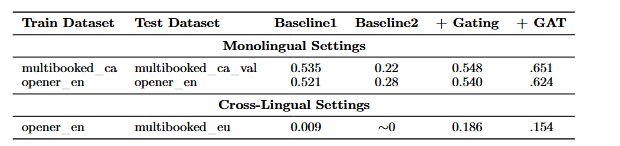 Train Dataset Test Dataset Baseline1 Baseline2 + Gating + GAT
Monolingual Settings
multibooked_ca multibooked_ca_val 0.535 0.22 0.548 .651
opener_en opener_en 0.521 0.28 0.540 .624
Cross-Lingual Settings
opener_en multibooked_eu 0.009 ~0 0.186 .154